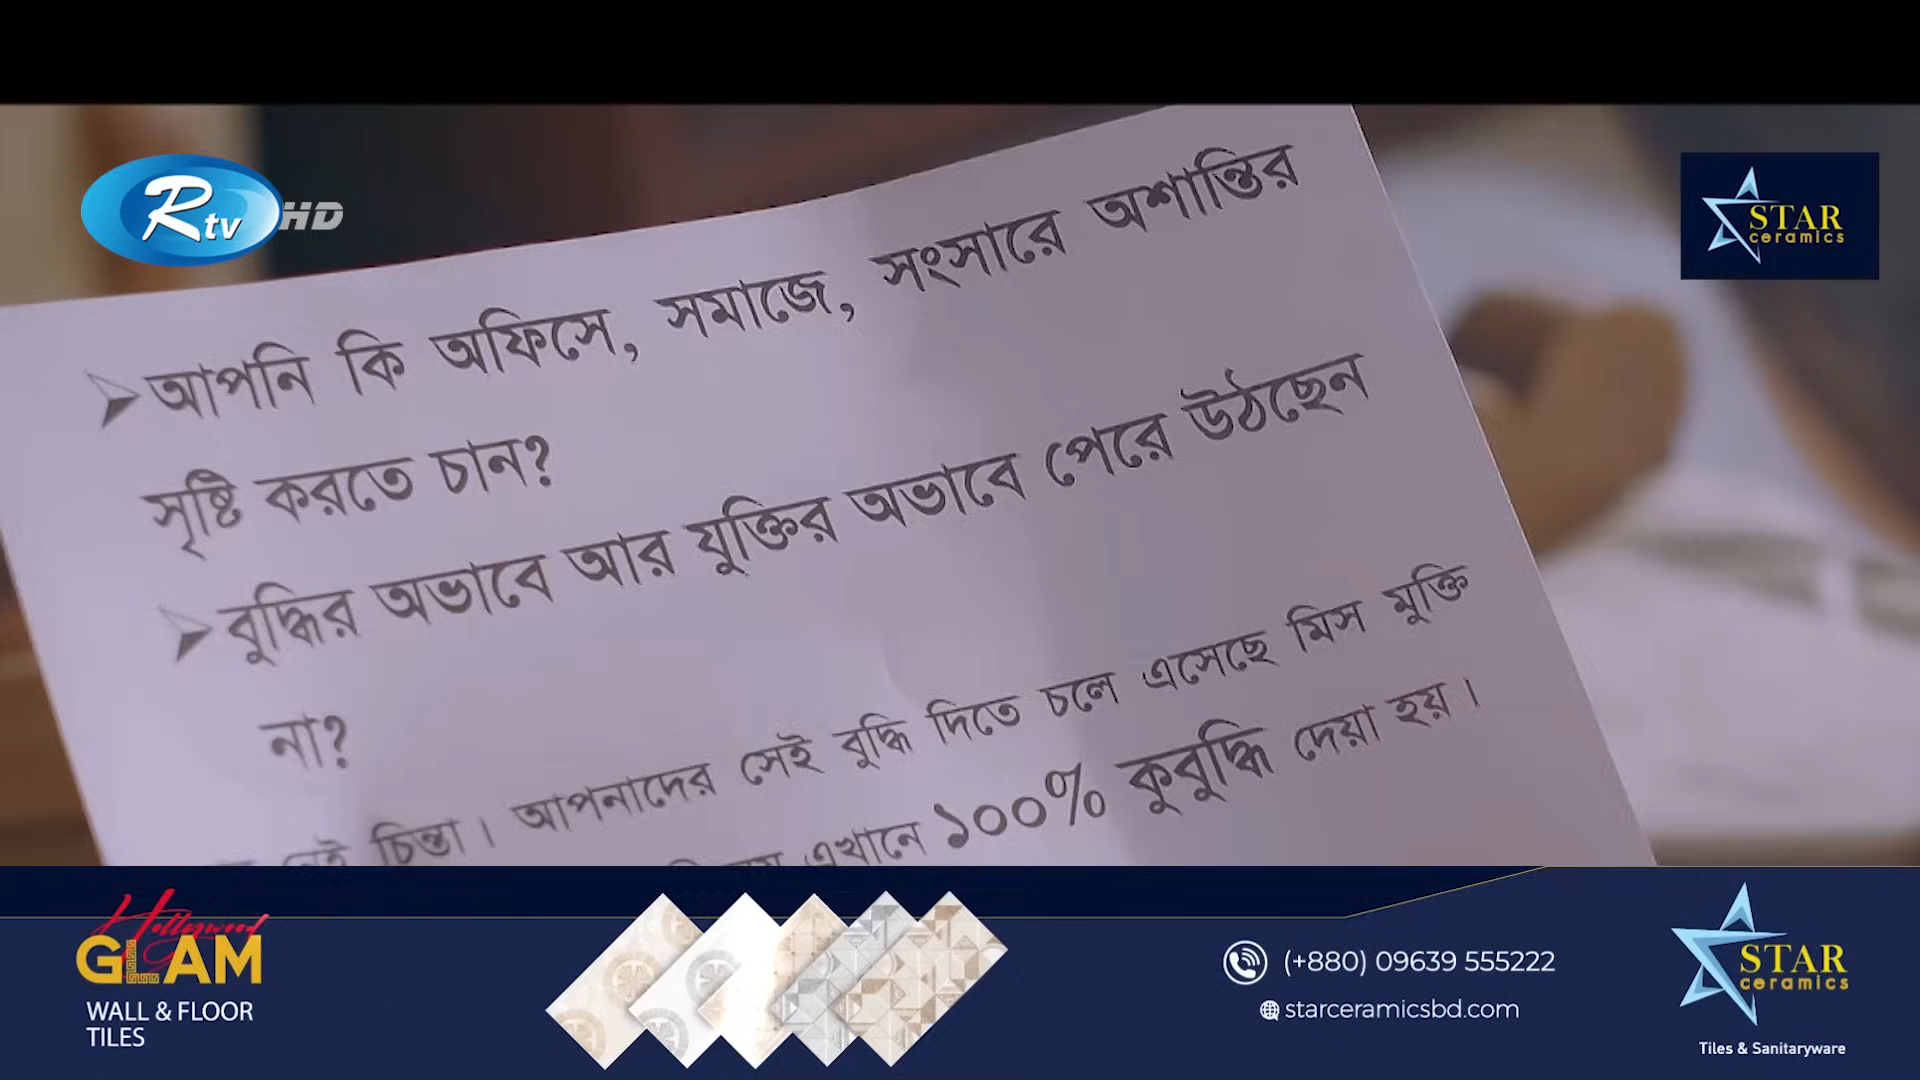 Rtv HD
STAR
ceramics
➢ আপনি কি অফিসে, সমাজে, সংসারে অশান্তির
সৃষ্টি করতে চান?
➢ বুদ্ধির অভাবে আর যুক্তির অভাবে পেরে উঠছেন
না?
নেই চিন্তা। আপনাদের সেই বুদ্ধি দিতে চলে এসেছে মিস মুক্তি
এখানে ১০০% কুবুদ্ধি দেয়া হয়।
Hollywood
GLAM
WALL & FLOOR
TILES
(+880) 09639 555222
starceramicsbd.com
STAR
ceramics
Tiles & Sanitaryware